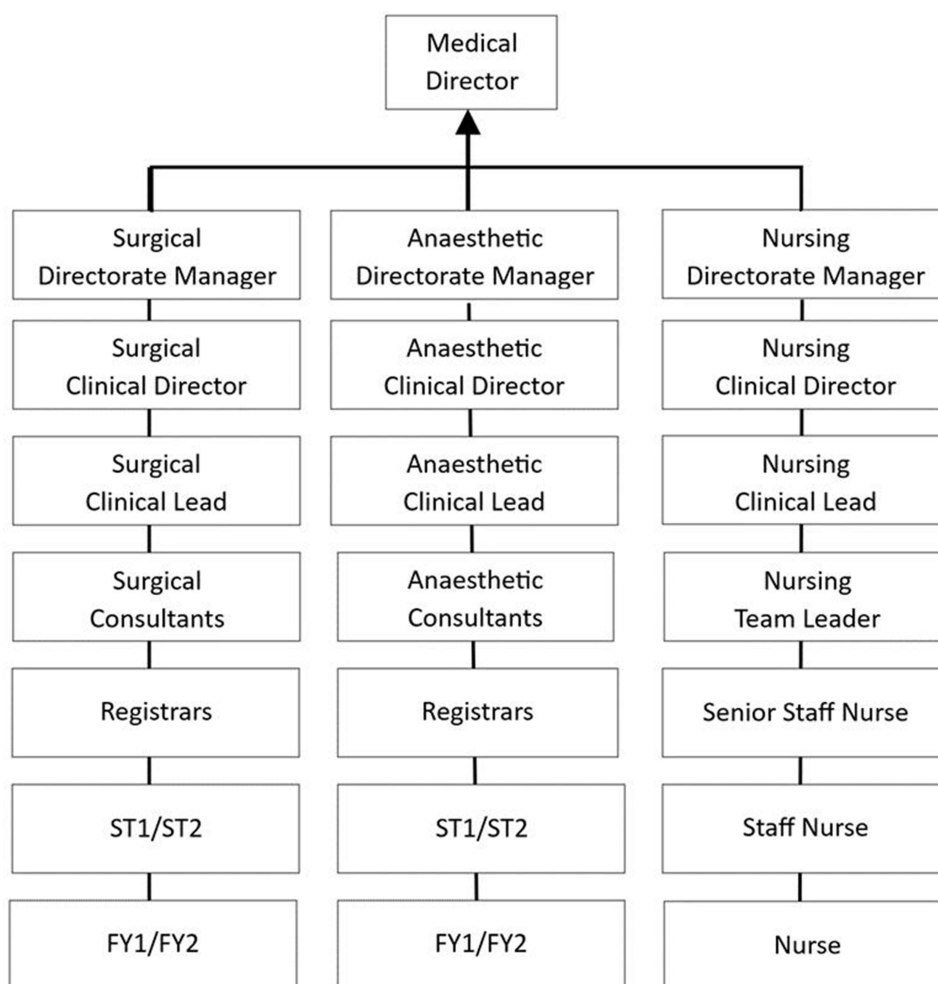 Medical
Director
Surgical
Directorate Manager
Anaesthetic
Directorate Manager
Nursing
Directorate Manager
Surgical
Clinical Director
Anaesthetic
Clinical Director
Nursing
Clinical Director
Surgical
Clinical Lead
Anaesthetic
Clinical Lead
Nursing
Clinical Lead
Surgical
Consultants
Anaesthetic
Consultants
Nursing
Team Leader
Registrars
Registrars
Senior Staff Nurse
ST1/ST2
ST1/ST2
Staff Nurse
FY1/FY2
FY1/FY2
Nurse